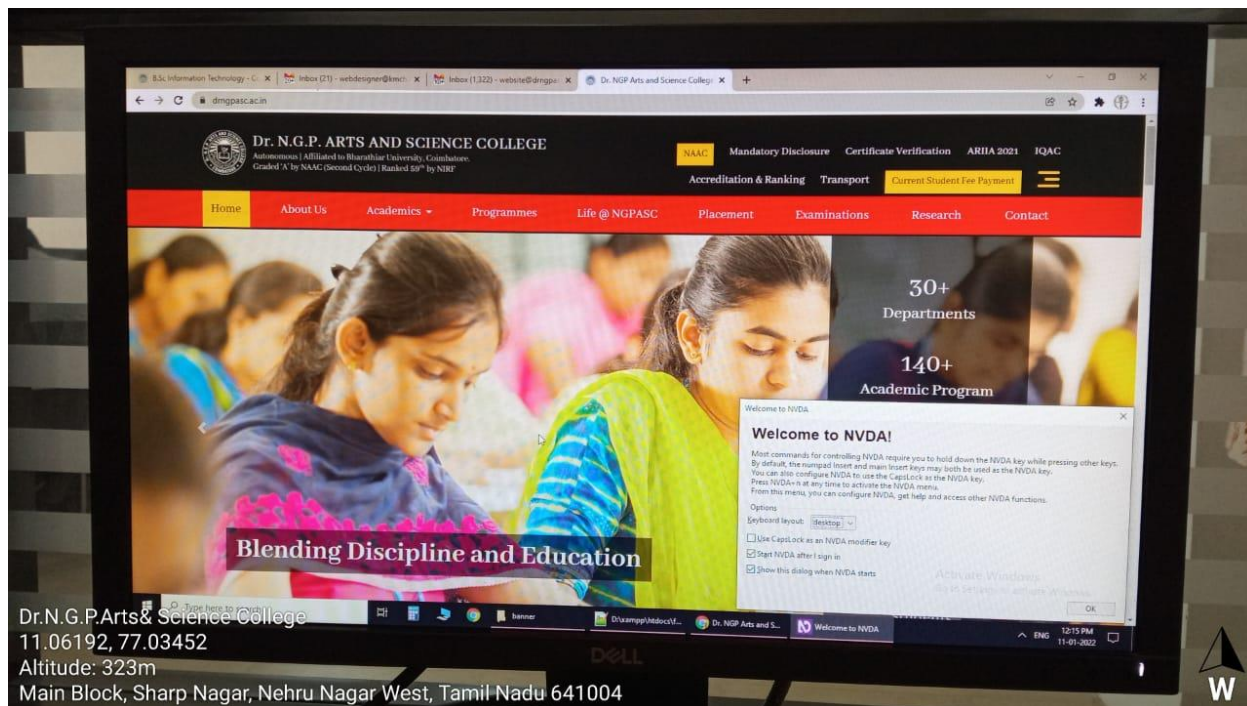 B.Sc Information Technology - C
Inbox (21) - webdesigner@kmch
Inbox (1,322) - website@drngpa
Dr. NGP Arts and Science College
drngpasc.ac.in
Dr. N.G.P. ARTS AND SCIENCE COLLEGE
Autonomous | Affiliated to Bharathiar University, Coimbatore.
Graded 'A' by NAAC (Second Cycle) | Ranked 59th by NIRF
NAAC Mandatory Disclosure Certificate Verification ARIIA 2021 IQAC
Accreditation & Ranking Transport Current Student Fee Payment
Home About Us Academics Programmes Life @ NGPASC Placement Examinations Research Contact
30+
Departments
140+
Academic Program
Blending Discipline and Education
Welcome to NVDA
Welcome to NVDA!
Most commands for controlling NVDA require you to hold down the NVDA key while pressing other keys.
By default, the numpad Insert and main Insert keys may both be used as the NVDA key.
You can also configure NVDA to use the CapsLock as the NVDA key.
Press NVDA+n at any time to activate the NVDA menu.
From this menu, you can configure NVDA, get help and access other NVDA functions.
Options
Keyboard layout: desktop
Use CapsLock as an NVDA modifier key
Start NVDA after I sign in
Show this dialog when NVDA starts
Activate Windows
Go to Settings to activate Windows.
OK
Type here to search
banner
D:\xampp\htdocs\f...
Dr. NGP Arts and S...
Welcome to NVDA
ENG
12:15 PM
11-01-2022
DELL
Dr.N.G.P.Arts& Science College
11.06192, 77.03452
Altitude: 323m
Main Block, Sharp Nagar, Nehru Nagar West, Tamil Nadu 641004
W